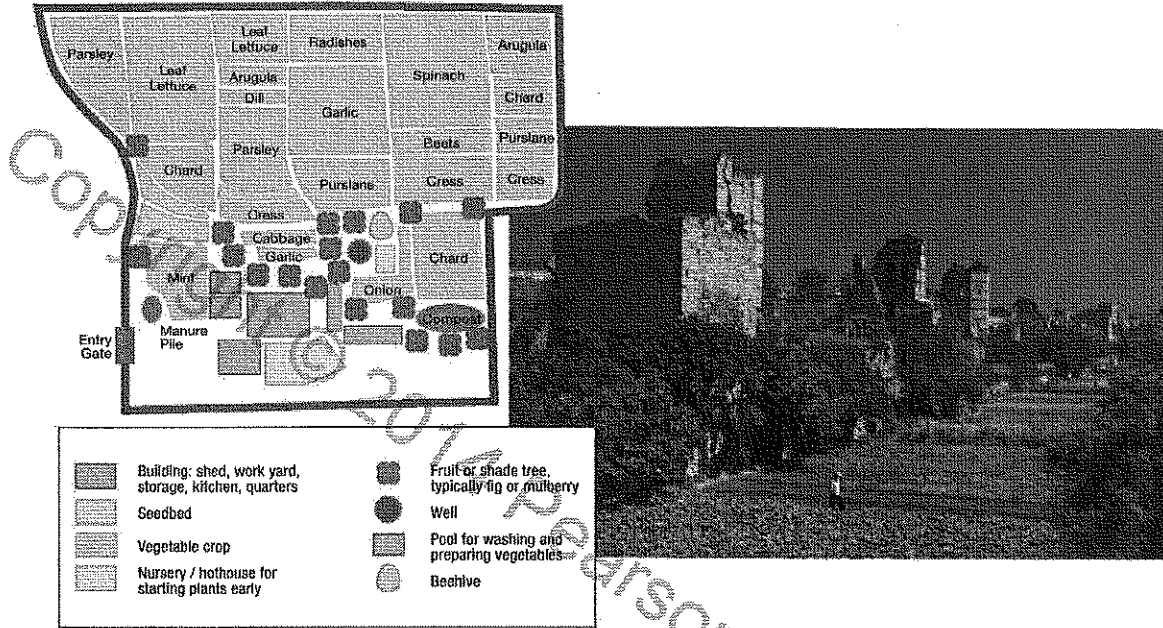 Leaf
Lettuce
Radishes
Arugula
Parsley
Leaf
Lettuce
Arugula
Spinach
Dill
Chard
Garlic
Parsley
Beets
Purslane
Chard
Purslane
Cress
Cress
Cress
Cabbage
Garlic
Chard
Mint
Onion
Compost
Manure
Pile
Entry
Gate
Building: shed, work yard,
storage, kitchen, quarters
Seedbed
Vegetable crop
Nursery / hothouse for
starting plants early
Fruit or shade tree,
typically fig or mulberry
Well
Pool for washing and
preparing vegetables
Beehive